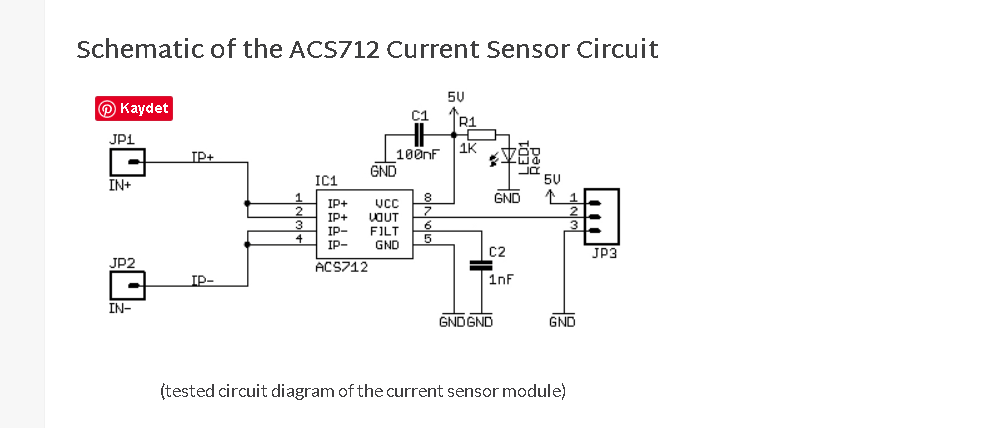 Schematic of the ACS712 Current Sensor Circuit
Kaydet
5V
C1
R1
JP1
1K
100nF
LED1
Red
IP+
GND
IN+
IC1
5V
GND
1 IP+ VCC 8
2 IP+ VOUT 7
3 IP- FILT 6
4 IP- GND 5
1
2
3
JP3
ACS712
C2
1nF
JP2
IP-
IN-
GND GND
GND
(tested circuit diagram of the current sensor module)